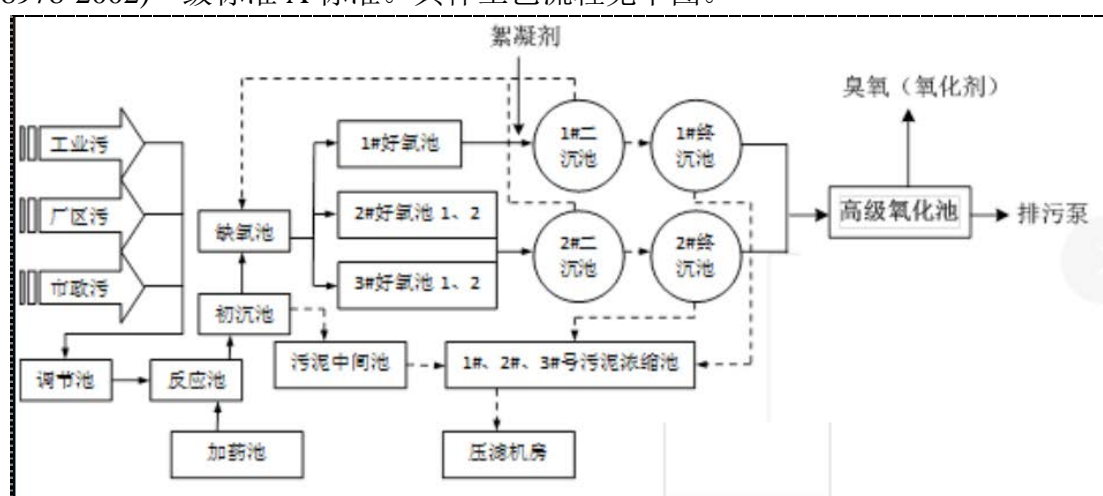 8978-2002)一级标准 A 标准。具体工艺流程见下图。
絮凝剂
臭氧（氧化剂）
工业污
1#好氧池
1#二沉池
1#终沉池
厂区污
缺氧池
2#好氧池 1、2
高级氧化池
排污泵
市政污
3#好氧池 1、2
2#二沉池
2#终沉池
初沉池
调节池
反应池
污泥中间池
1#、2#、3#号污泥浓缩池
加药池
压滤机房